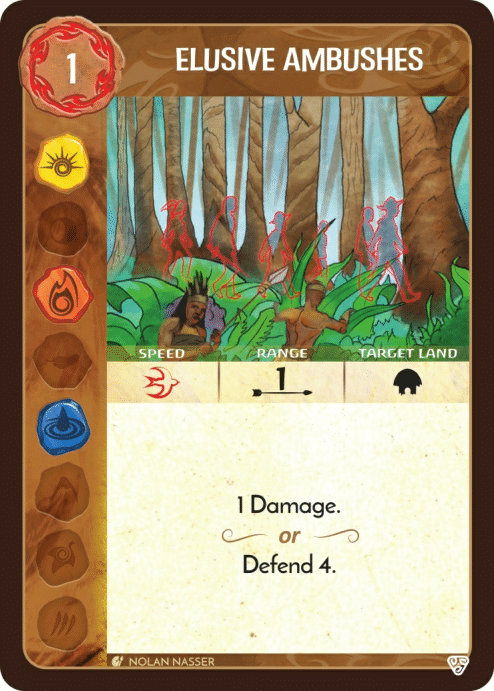 1
ELUSIVE AMBUSHES
SPEED RANGE TARGET LAND
1
1 Damage.
or
Defend 4.
NOLAN NASSER